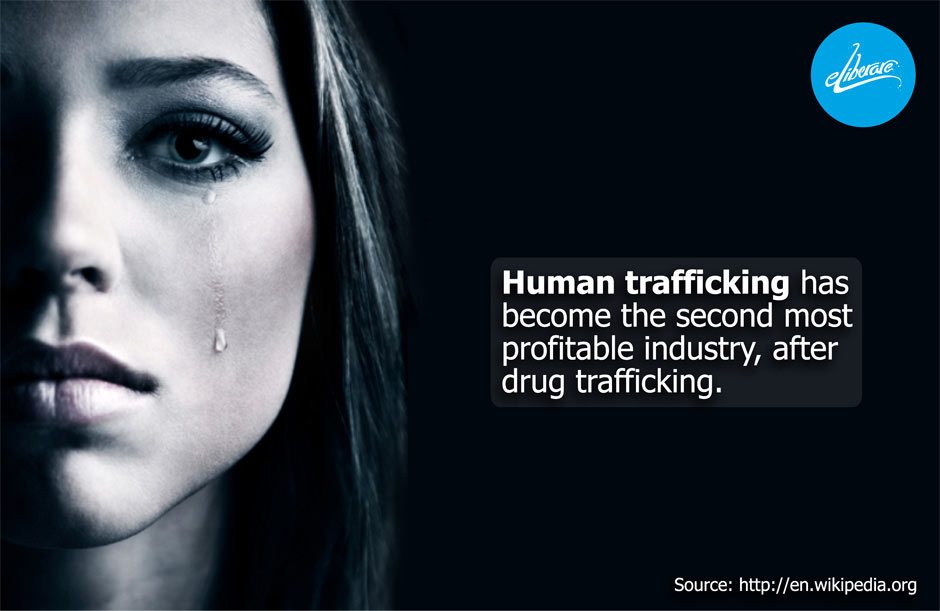 eLiberare
Human trafficking has
become the second most
profitable industry, after
drug trafficking.
Source: http://en.wikipedia.org